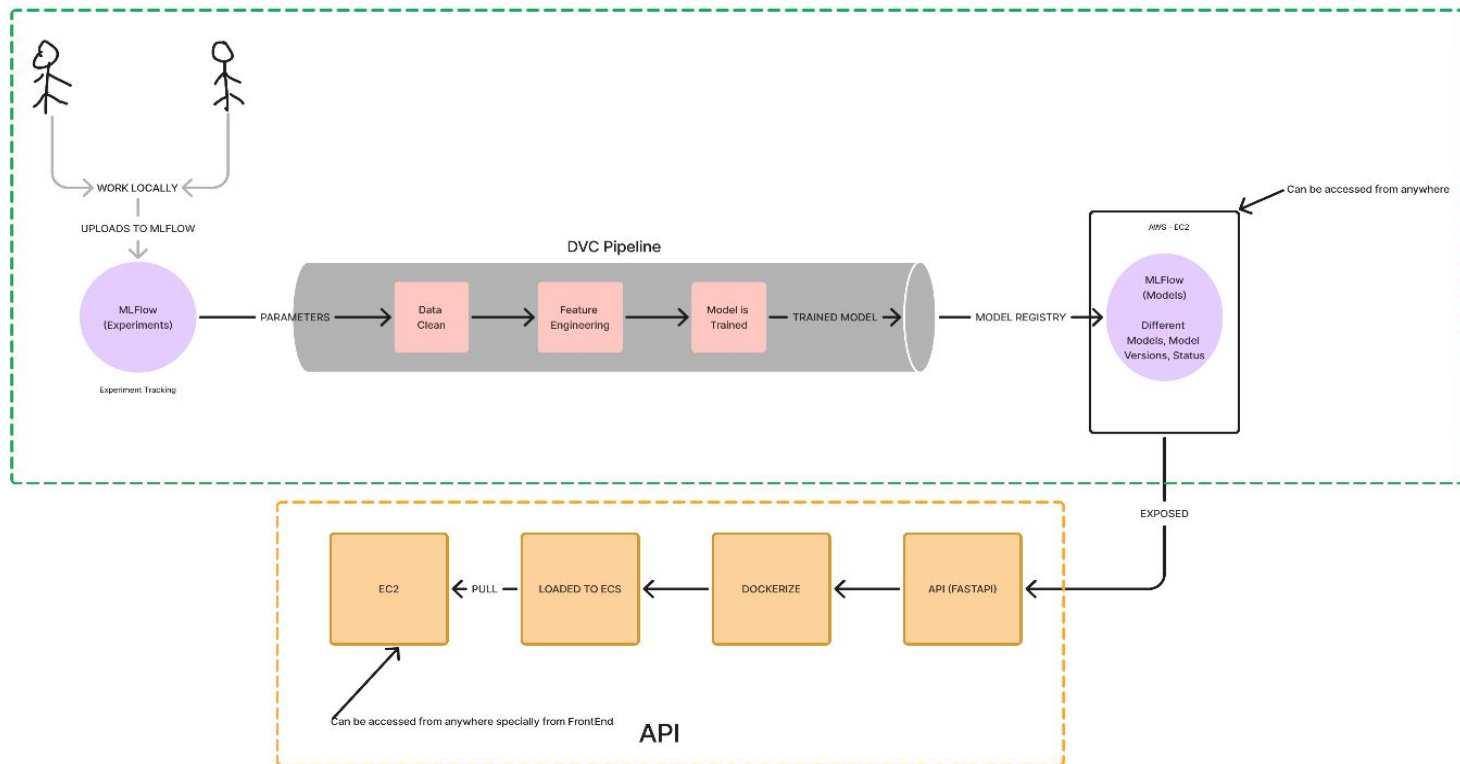 WORK LOCALLY
UPLOADS TO MLFLOW
MLFlow
(Experiments)
Experiment Tracking
PARAMETERS
DVC Pipeline
Data
Clean
Feature
Engineering
Model is
Trained
TRAINED MODEL
MODEL REGISTRY
Can be accessed from anywhere
AWS - EC2
MLFlow
(Models)
Different
Models, Model
Versions, Status
EXPOSED
API (FASTAPI)
DOCKERIZE
LOADED TO ECS
PULL
EC2
Can be accessed from anywhere specially from FrontEnd
API